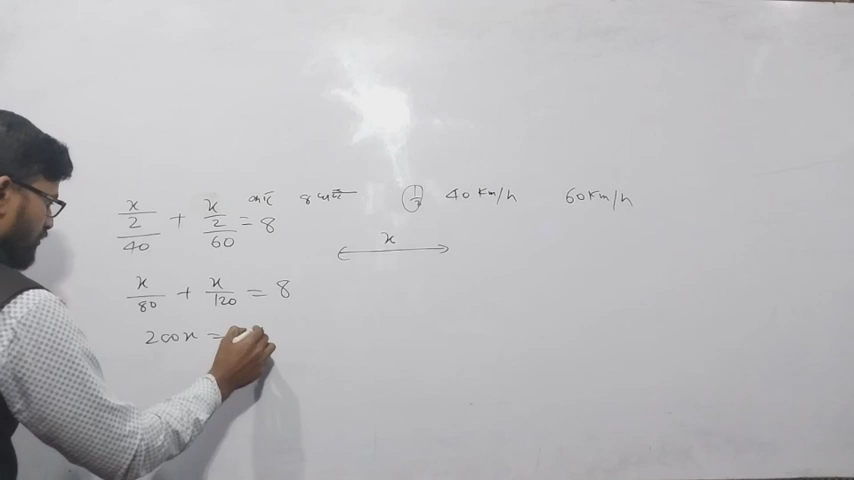 8 40 Km/h 60 Km/h
x/2/40 + x/2/60 = 8
x
x/80 + x/120 = 8
200x =